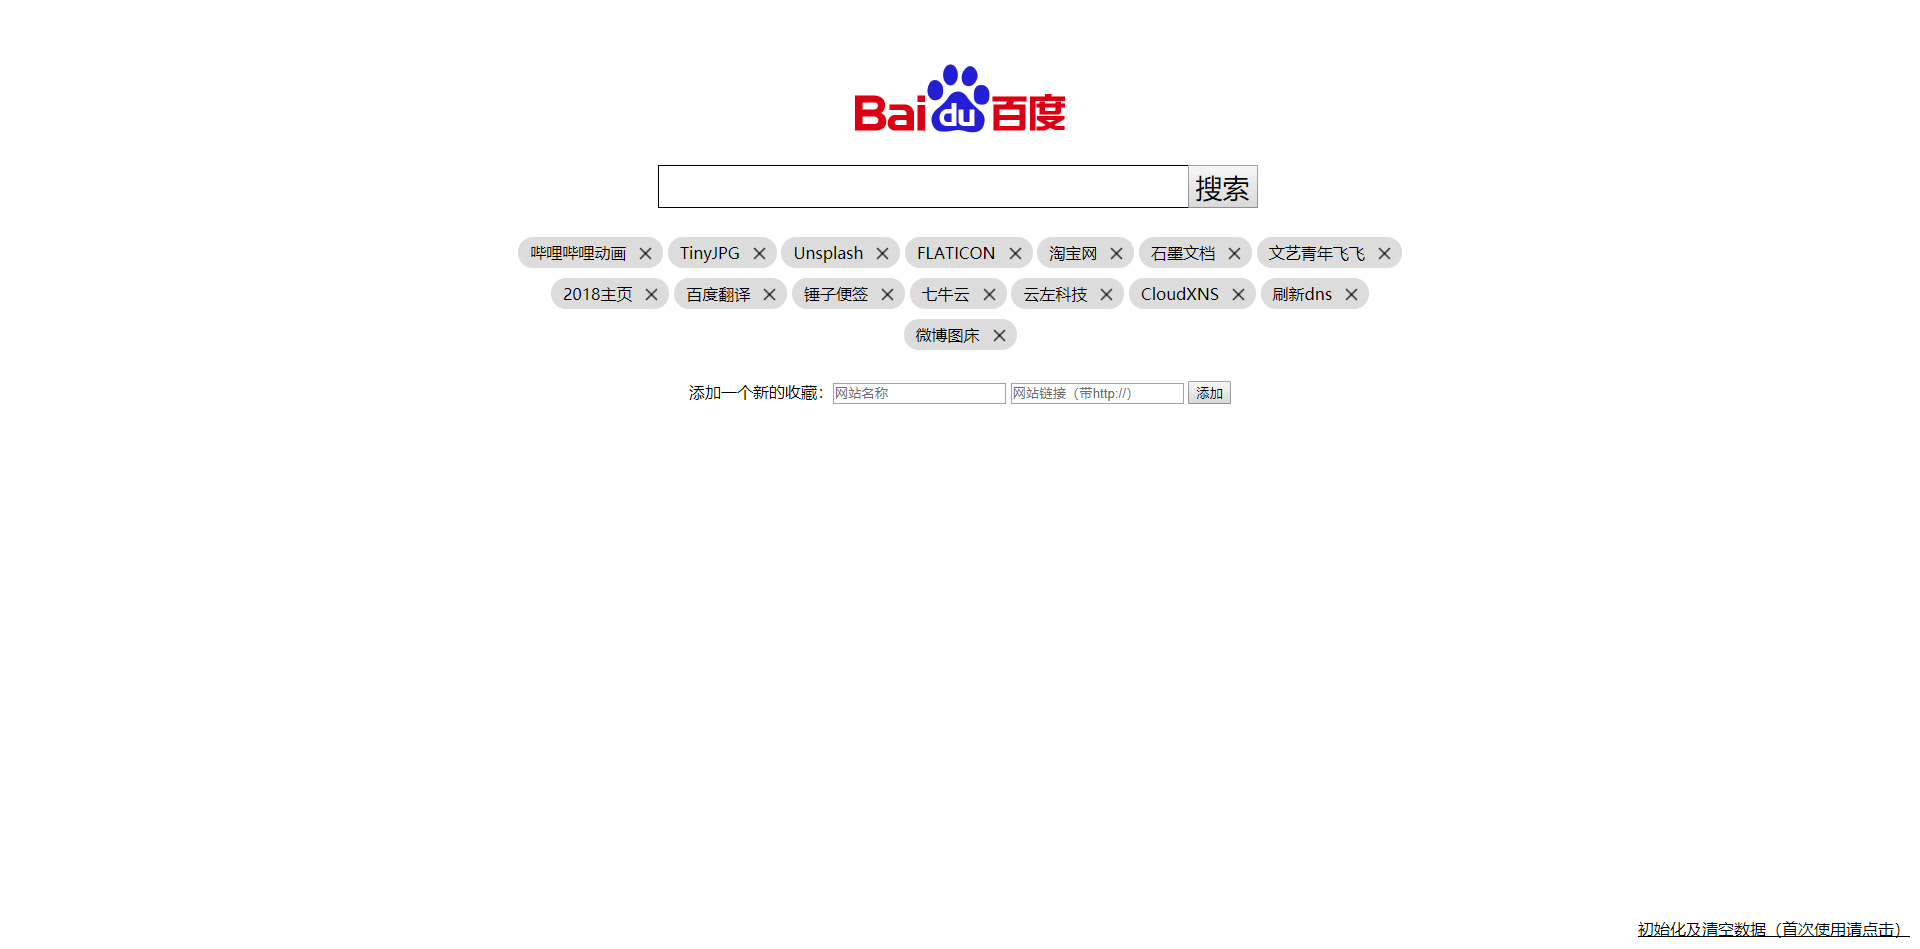 Baidu百度
搜索
哔哩哔哩动画 TinyJPG Unsplash FLATICON 淘宝网 石墨文档 文艺青年飞飞
2018主页 百度翻译 锤子便签 七牛云 云左科技 CloudXNS 刷新dns
微博图床
添加一个新的收藏： 网站名称 网站链接（带http://） 添加
初始化及清空数据（首次使用请点击）